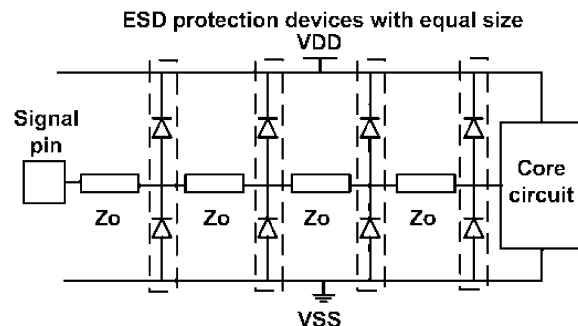 ESD protection devices with equal size
VDD
Signal
pin
Core
circuit
Zo
Zo
Zo
Zo
VSS